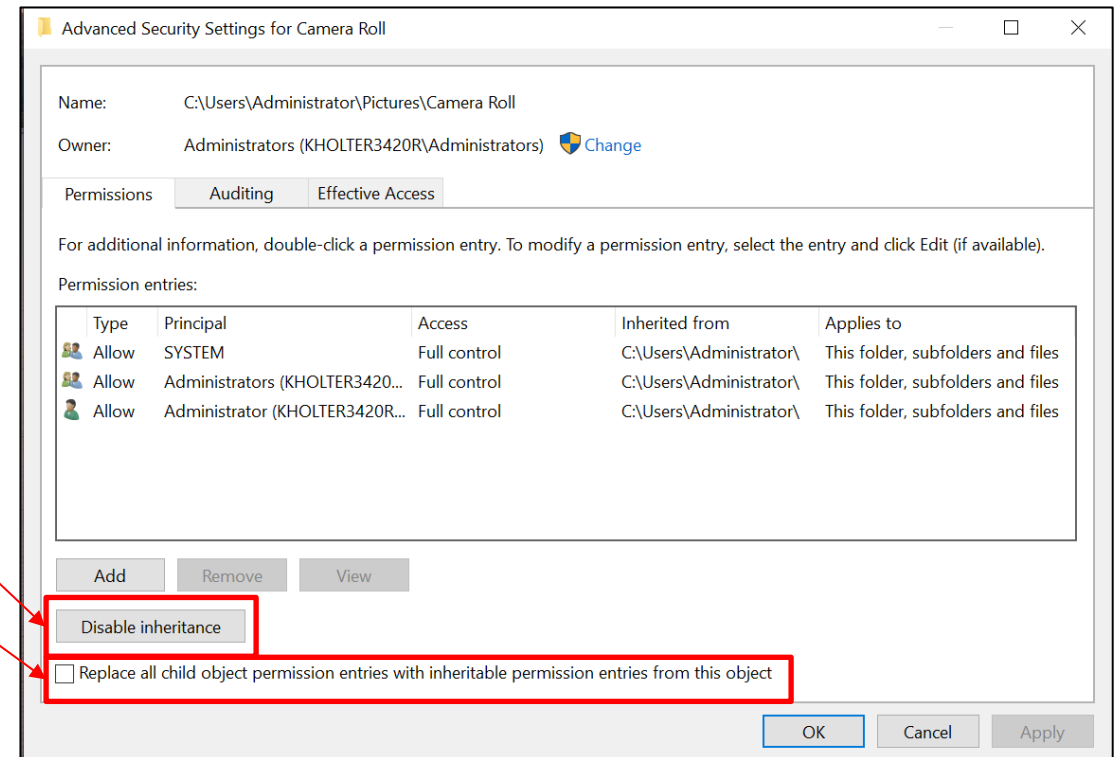 Advanced Security Settings for Camera Roll
Name: C:\Users\Administrator\Pictures\Camera Roll
Owner: Administrators (KHOLTER3420R\Administrators) Change
Permissions Auditing Effective Access
For additional information, double-click a permission entry. To modify a permission entry, select the entry and click Edit (if available).
Permission entries:
Type Principal Access Inherited from Applies to
Allow SYSTEM Full control C:\Users\Administrator\ This folder, subfolders and files
Allow Administrators (KHOLTER3420... Full control C:\Users\Administrator\ This folder, subfolders and files
Allow Administrator (KHOLTER3420R... Full control C:\Users\Administrator\ This folder, subfolders and files
Add Remove View
Disable inheritance
Replace all child object permission entries with inheritable permission entries from this object
OK Cancel Apply